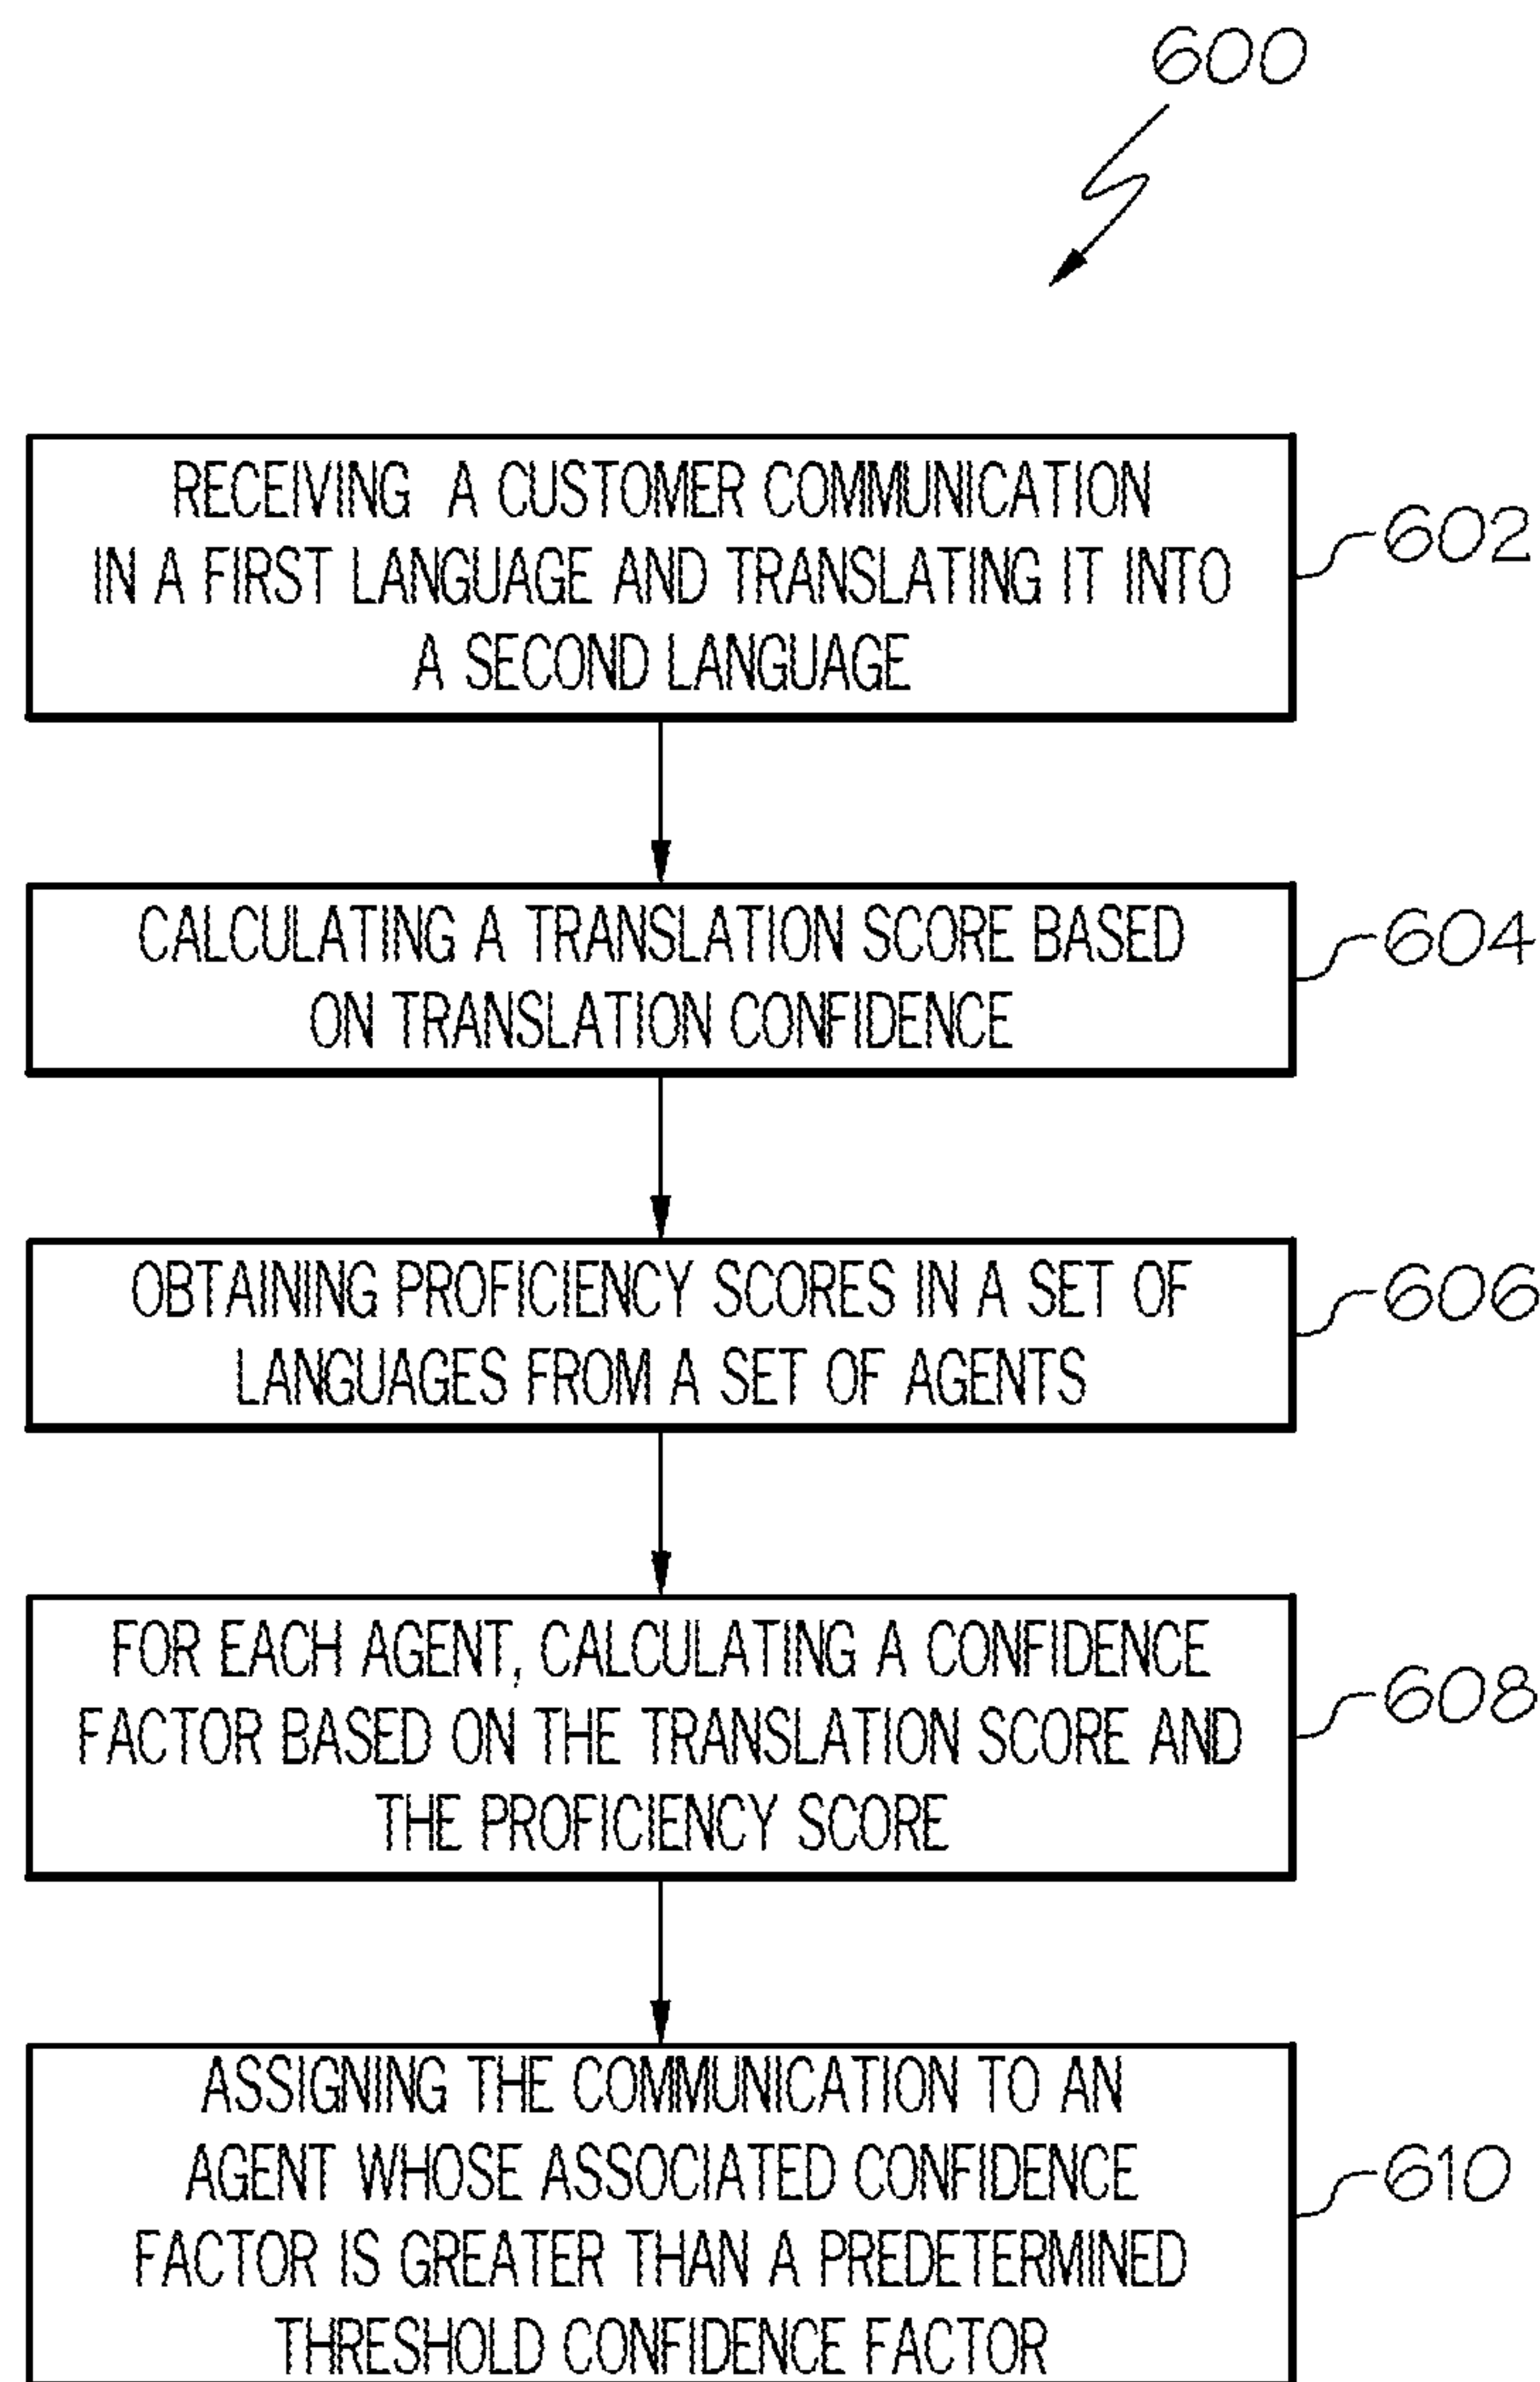 600
RECEIVING A CUSTOMER COMMUNICATION
IN A FIRST LANGUAGE AND TRANSLATING IT INTO
A SECOND LANGUAGE
602
CALCULATING A TRANSLATION SCORE BASED
ON TRANSLATION CONFIDENCE
604
OBTAINING PROFICIENCY SCORES IN A SET OF
LANGUAGES FROM A SET OF AGENTS
606
FOR EACH AGENT, CALCULATING A CONFIDENCE
FACTOR BASED ON THE TRANSLATION SCORE AND
THE PROFICIENCY SCORE
608
ASSIGNING THE COMMUNICATION TO AN
AGENT WHOSE ASSOCIATED CONFIDENCE
FACTOR IS GREATER THAN A PREDETERMINED
THRESHOLD CONFIDENCE FACTOR
610